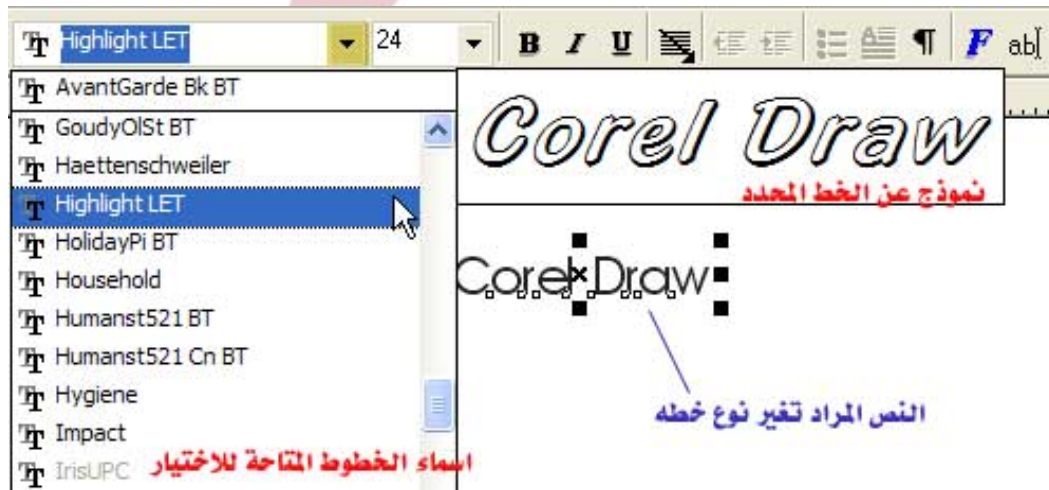 Highlight LET 24 B I U ¶ F ab
AvantGarde Bk BT
GoudyOlSt BT
Haettenschweiler
Highlight LET
HolidayPi BT
Household
Humanst521 BT
Humanst521 Cn BT
Hygiene
Impact
IrisUPC
اسماء الخطوط المتاحة للاختيار
Corel Draw
نموذج عن الخط المحدد
Corel Draw
النص المراد تغير نوع خطه